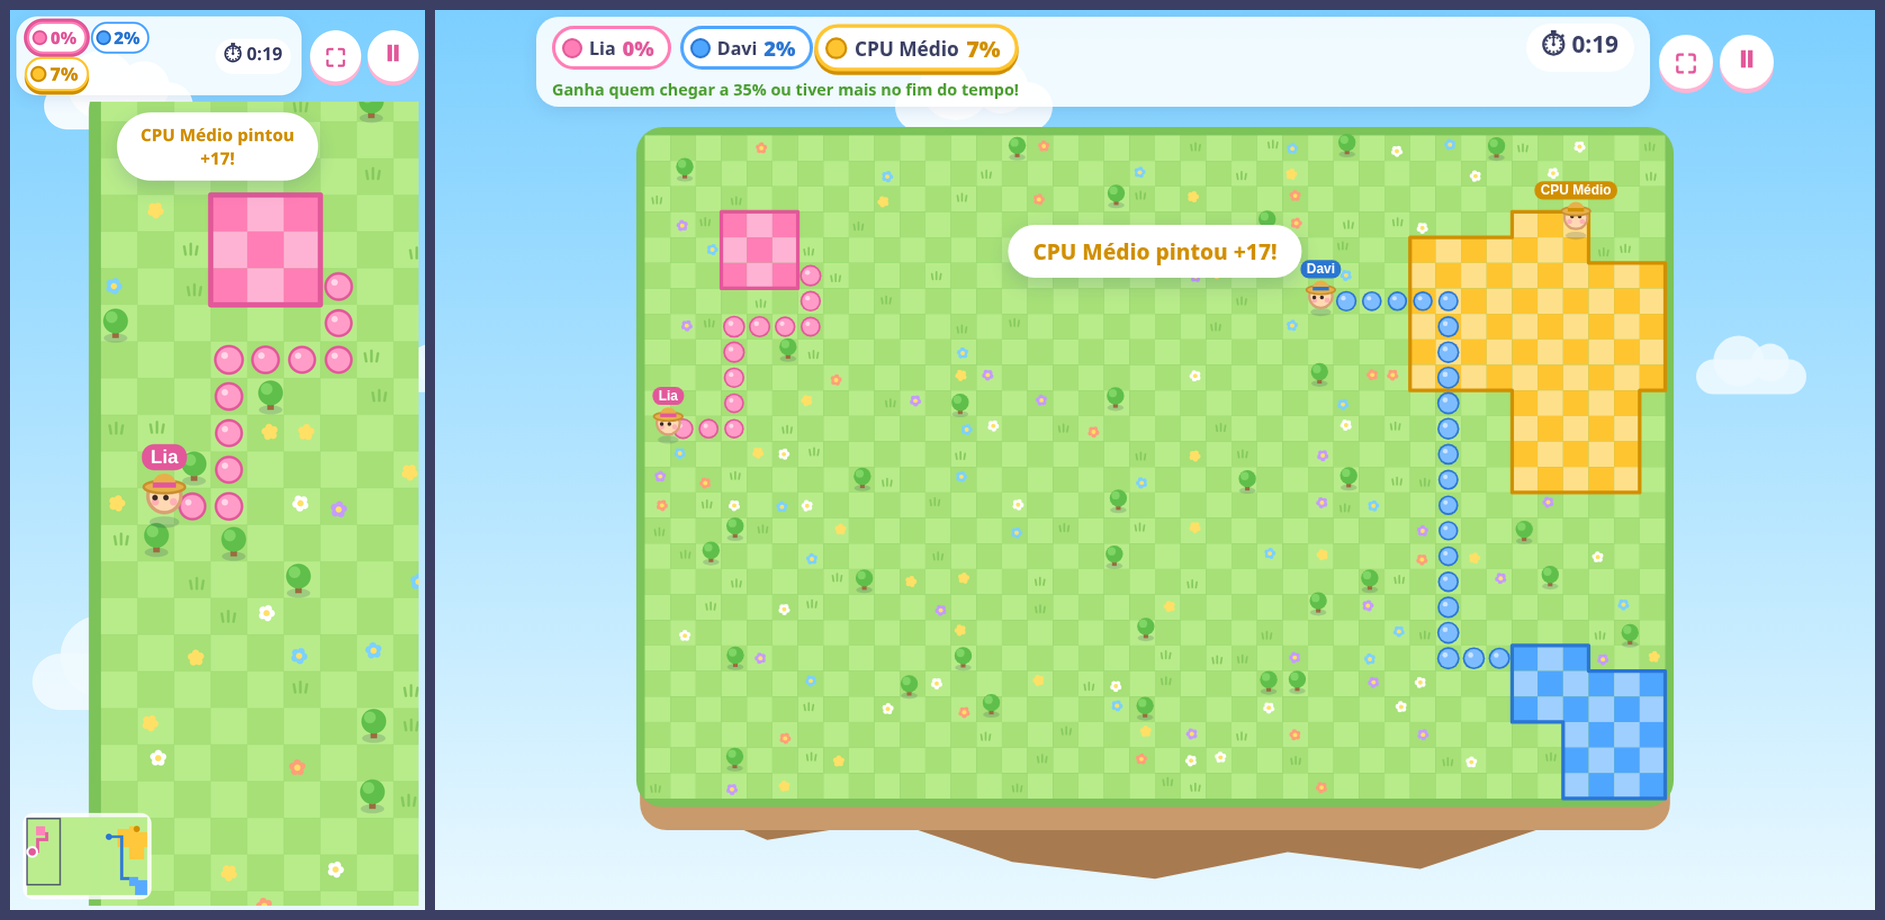 0%
2%
7%
0:19
CPU Médio pintou
+17!
Lia
Lia 0%
Davi 2%
CPU Médio 7%
0:19
Ganha quem chegar a 35% ou tiver mais no fim do tempo!
CPU Médio
CPU Médio pintou +17!
Davi
Lia